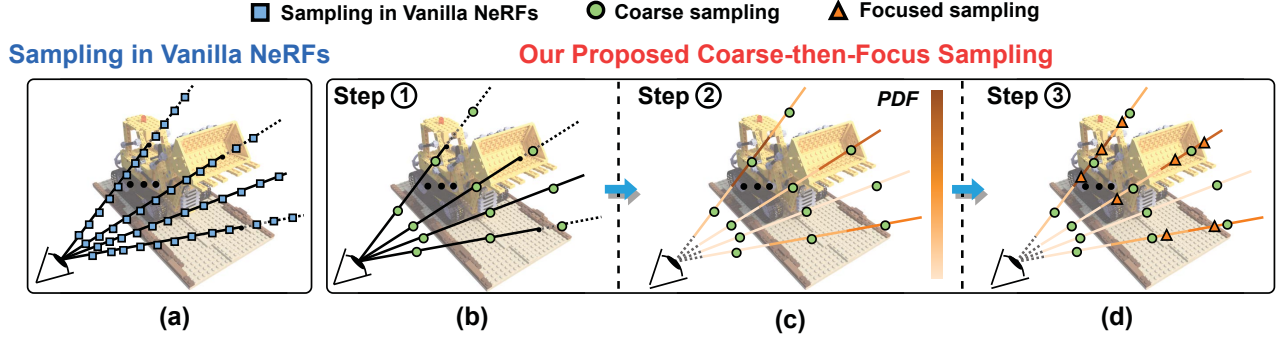 Sampling in Vanilla NeRFs Coarse sampling Focused sampling
Sampling in Vanilla NeRFs Our Proposed Coarse-then-Focus Sampling
Step ① Step ② PDF Step ③
(a) (b) (c) (d)